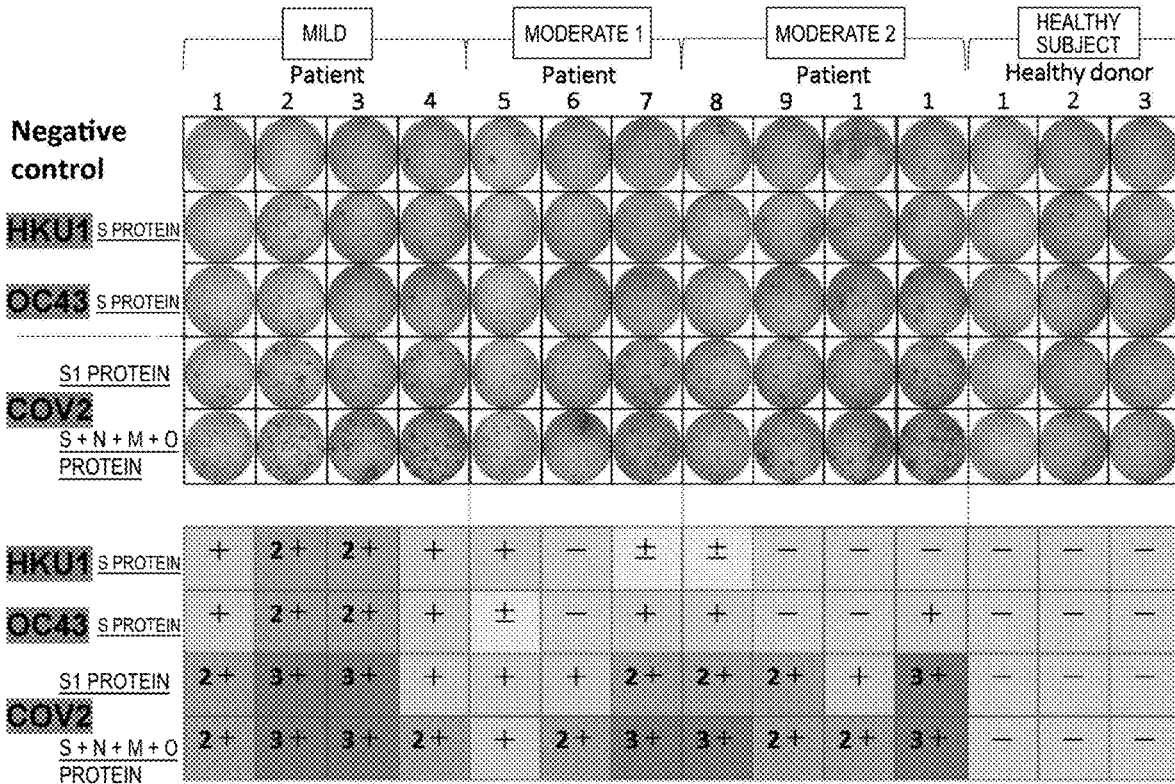 MILD MODERATE 1 MODERATE 2 HEALTHY SUBJECT
Patient Patient Patient Healthy donor
1 2 3 4 5 6 7 8 9 1 1 1 2 3
Negative control
HKU1 S PROTEIN
OC43 S PROTEIN
S1 PROTEIN
COV2
S + N + M + O
PROTEIN
HKU1 S PROTEIN + 2+ 2+ + + − ± ± − − − − − −
OC43 S PROTEIN + 2+ 2+ + ± − + + − − + − − −
S1 PROTEIN 2+ 3+ 3+ + + + 2+ 2+ 2+ + 3+ − − −
COV2
S + N + M + O 2+ 3+ 3+ 2+ + 2+ 3+ 3+ 2+ 2+ 3+ − − −
PROTEIN